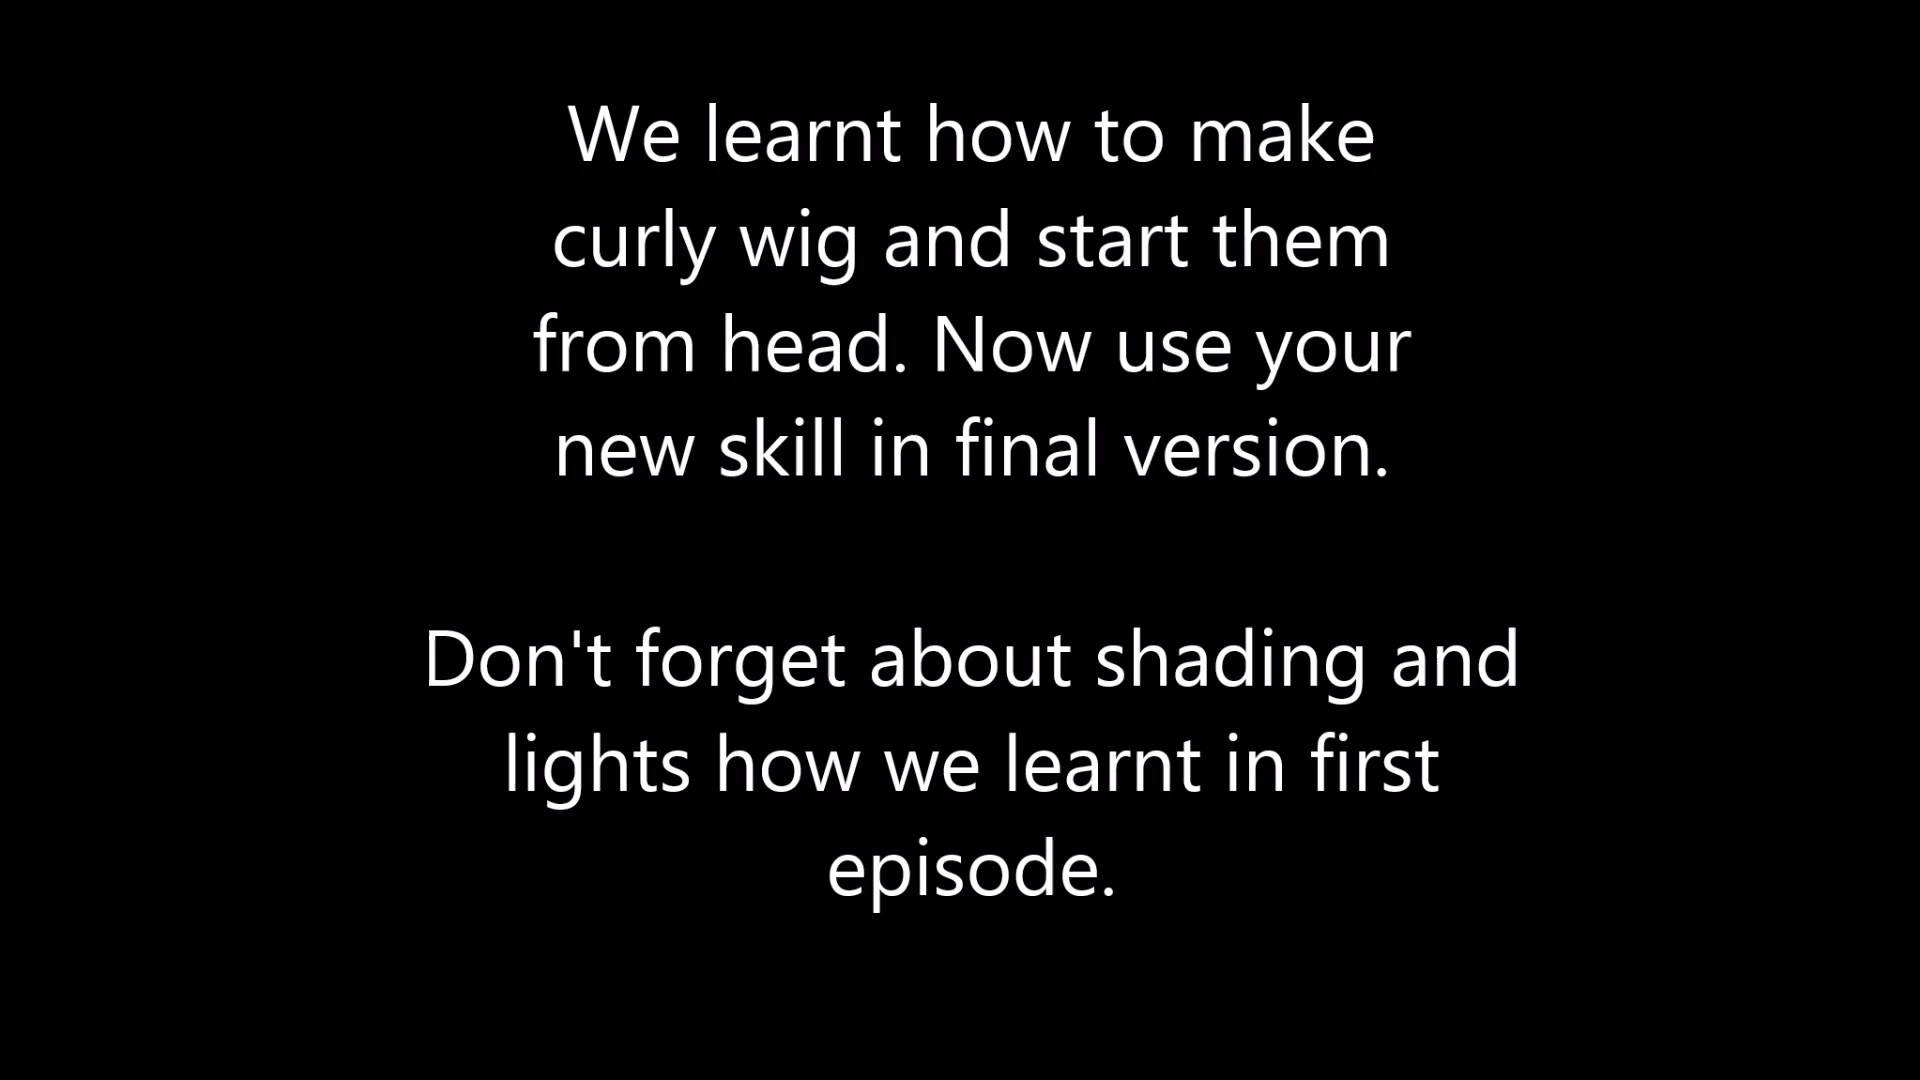 We learnt how to make
curly wig and start them
from head. Now use your
new skill in final version.
Don't forget about shading and
lights how we learnt in first
episode.